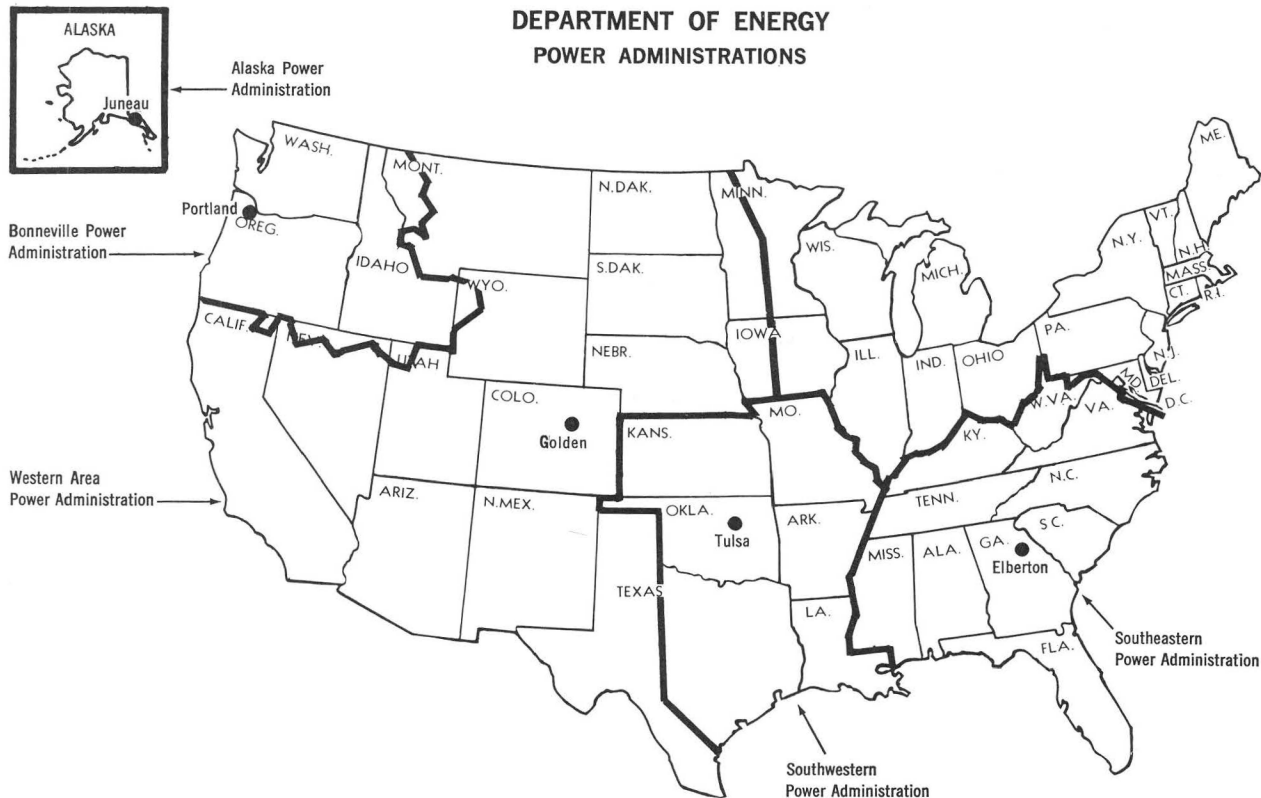 DEPARTMENT OF ENERGY
POWER ADMINISTRATIONS
ALASKA
Juneau
Alaska Power
Administration
WASH.
MONT.
N.DAK.
MINN.
ME.
Portland
OREG.
VT.
N.H.
N.Y.
WIS.
MICH.
MASS.
CT.
R.I.
Bonneville Power
Administration
IDAHO
WYO.
S.DAK.
CALIF.
NEV.
UTAH
NEBR.
IOWA
ILL.
IND.
OHIO
PA.
N.J.
MD.
DEL.
D.C.
W.VA.
VA.
COLO.
Golden
KANS.
MO.
KY.
Western Area
Power Administration
ARIZ.
N.MEX.
OKLA.
Tulsa
ARK.
TENN.
N.C.
S.C.
MISS.
ALA.
GA.
Elberton
TEXAS
LA.
FLA.
Southeastern
Power Administration
Southwestern
Power Administration